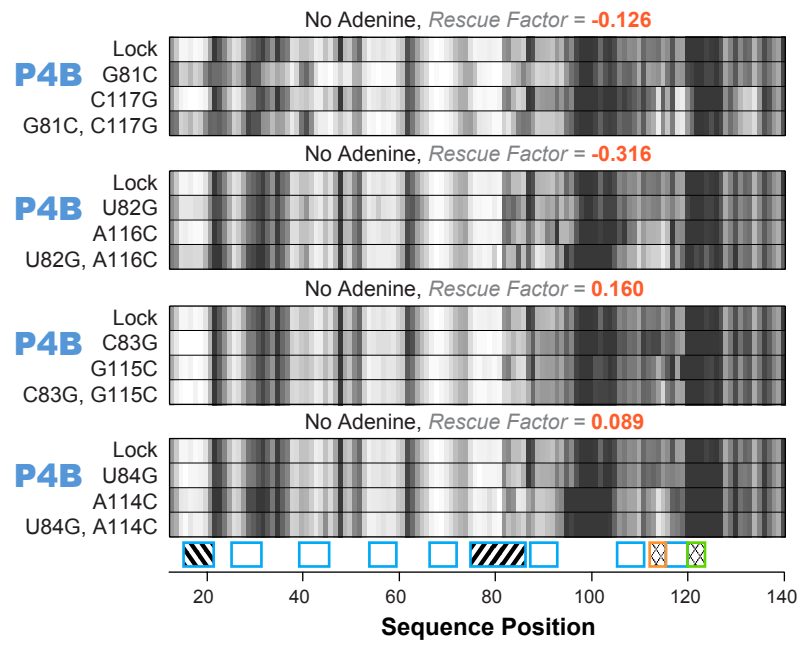 No Adenine, Rescue Factor = -0.126
Lock
P4B
G81C
C117G
G81C, C117G
No Adenine, Rescue Factor = -0.316
Lock
P4B
U82G
A116C
U82G, A116C
No Adenine, Rescue Factor = 0.160
Lock
P4B
C83G
G115C
C83G, G115C
No Adenine, Rescue Factor = 0.089
Lock
P4B
U84G
A114C
U84G, A114C
20 40 60 80 100 120 140
Sequence Position